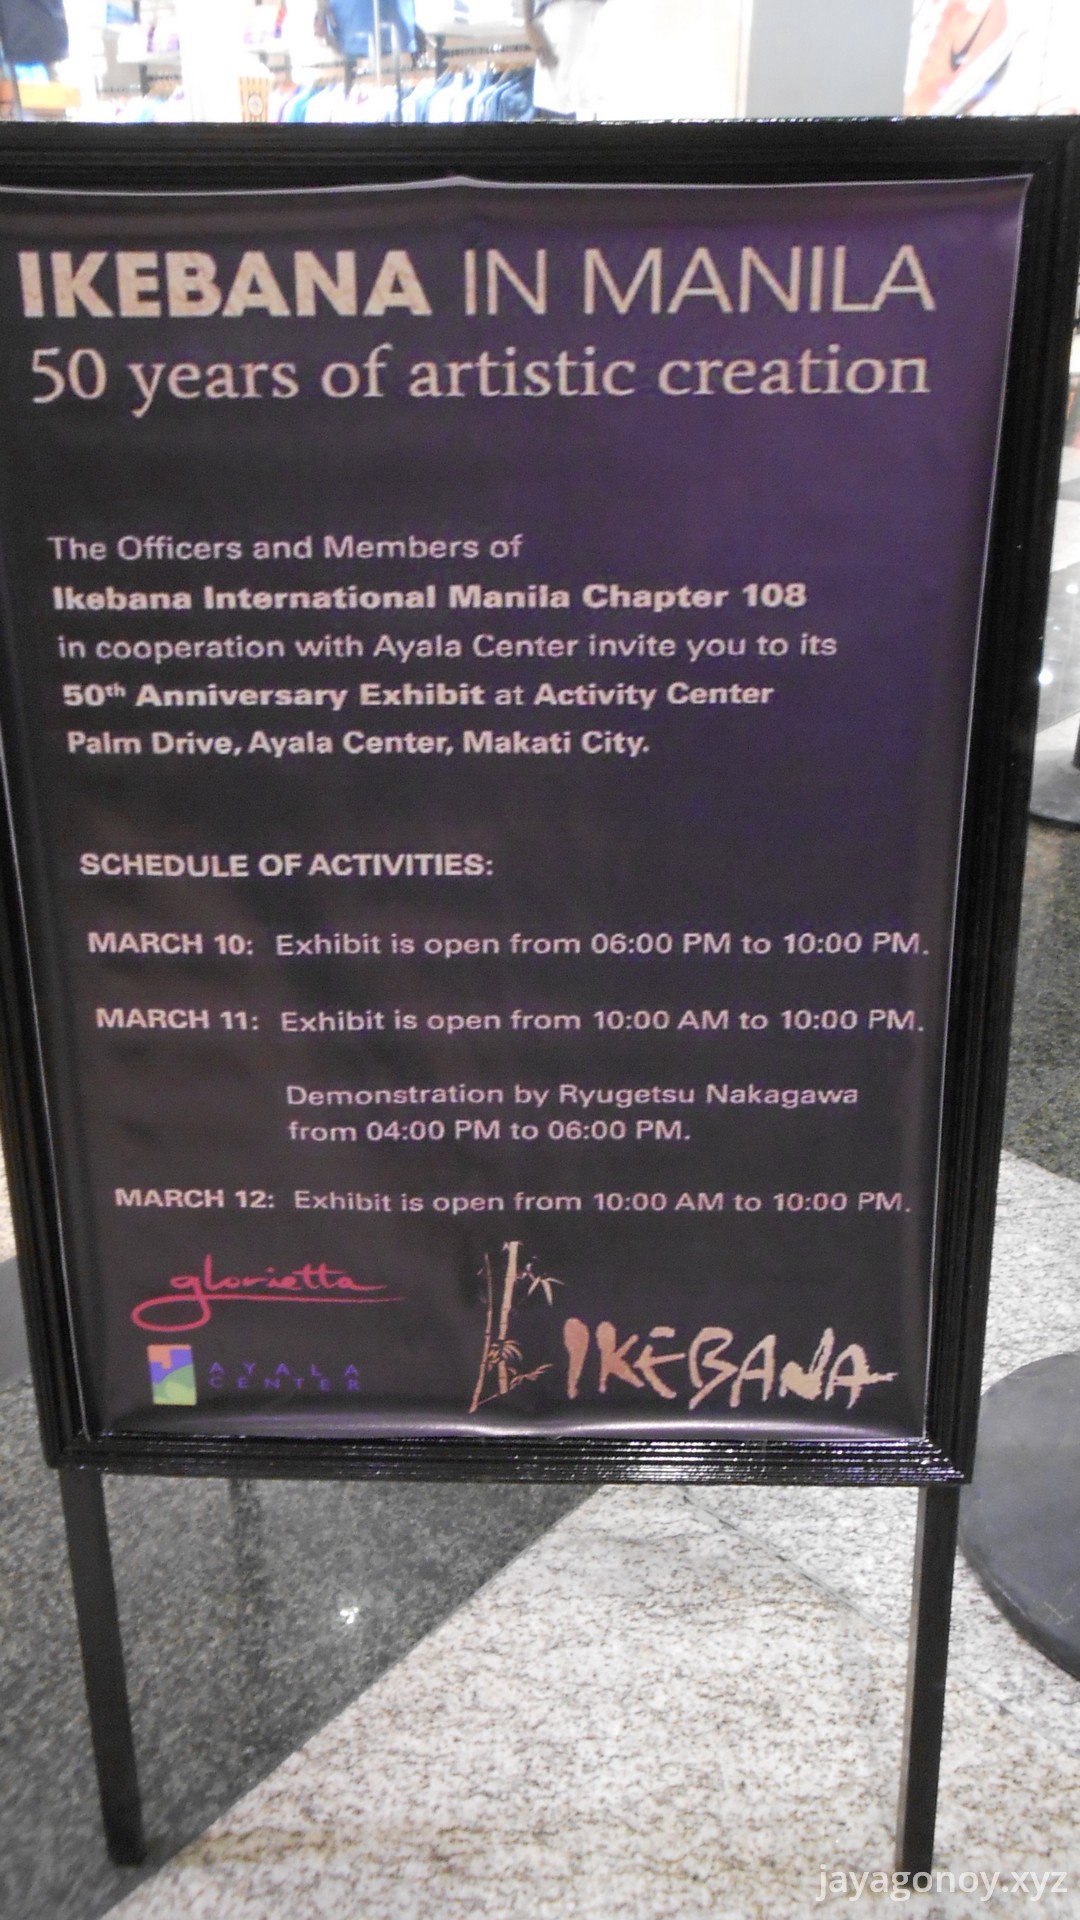 IKEBANA IN MANILA
50 years of artistic creation
The Officers and Members of
Ikebana International Manila Chapter 108
in cooperation with Ayala Center invite you to its
50th Anniversary Exhibit at Activity Center
Palm Drive, Ayala Center, Makati City.
SCHEDULE OF ACTIVITIES:
MARCH 10: Exhibit is open from 06:00 PM to 10:00 PM.
MARCH 11: Exhibit is open from 10:00 AM to 10:00 PM.
Demonstration by Ryugetsu Nakagawa
from 04:00 PM to 06:00 PM.
MARCH 12: Exhibit is open from 10:00 AM to 10:00 PM.
glorietta
AYALA
CENTER
IKEBANA
jayagonoy.xyz